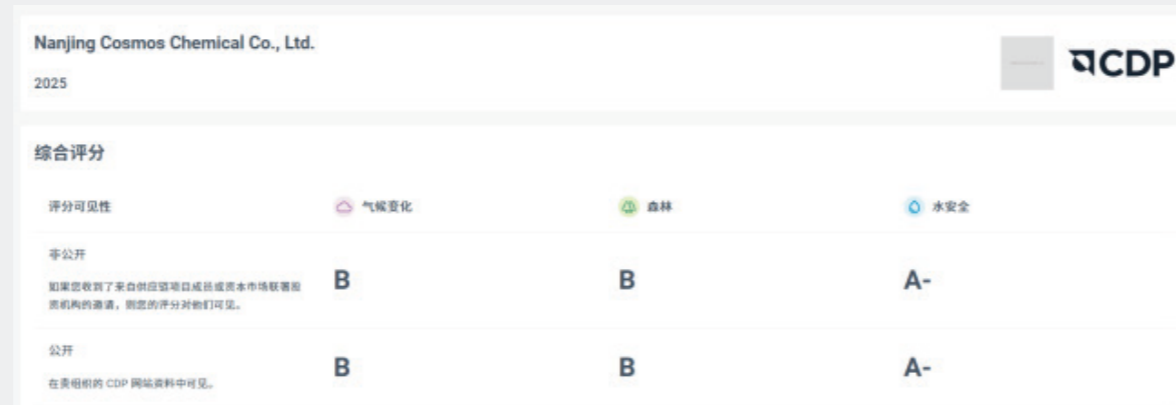 Nanjing Cosmos Chemical Co., Ltd.
CDP
2025
综合评分
评分可见性 气候变化 森林 水安全
非公开
B B A-
如果您收到了来自供应链项目成员或资本市场联署投
资机构的邀请，则您的评分对他们可见。
公开
B B A-
在贵组织的 CDP 网站资料中可见。